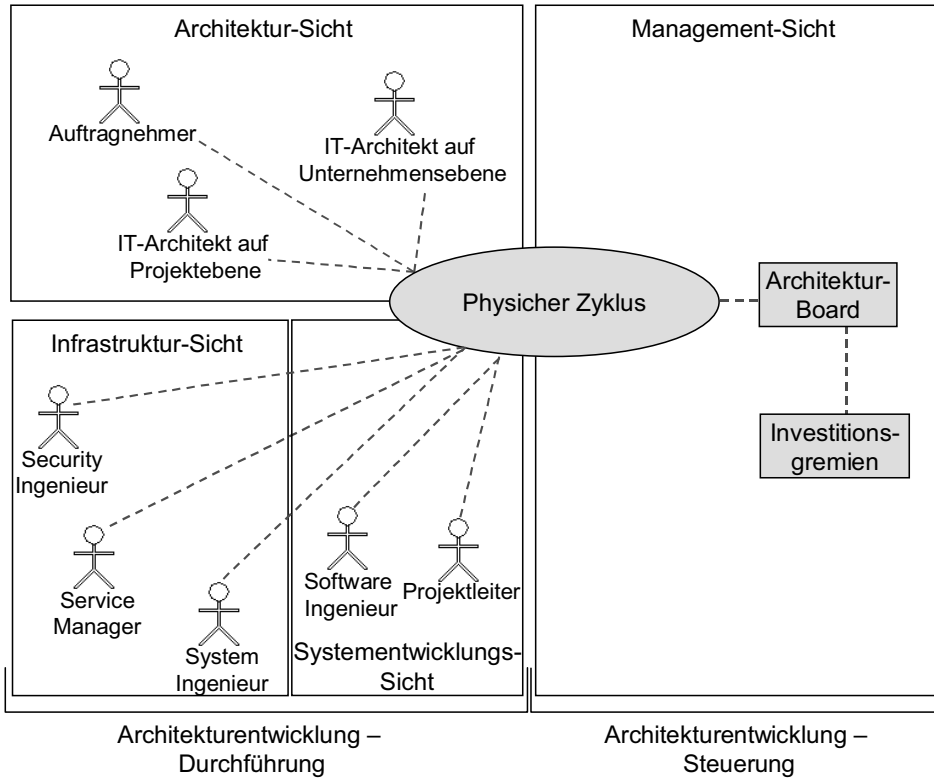 Architektur-Sicht
Management-Sicht
Auftragnehmer
IT-Architekt auf
Unternehmensebene
IT-Architekt auf
Projektebene
Physicher Zyklus
Architektur-
Board
Investitions-
gremien
Infrastruktur-Sicht
Security
Ingenieur
Service
Manager
System
Ingenieur
Software
Ingenieur
Projektleiter
Systementwicklungs-
Sicht
Architekturentwicklung –
Durchführung
Architekturentwicklung –
Steuerung